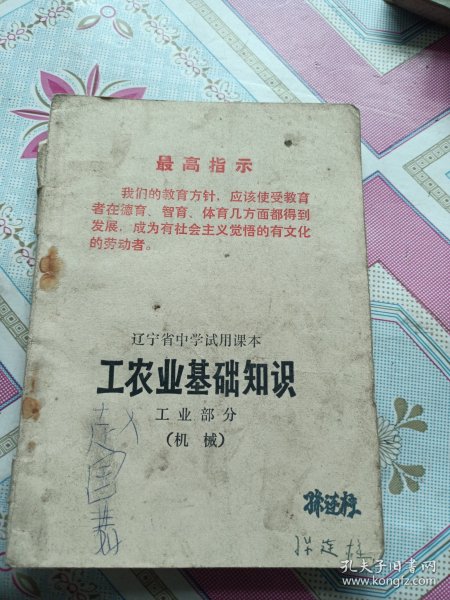 最高指示
我们的教育方针，应该使受教育
者在德育、智育、体育几方面都得到
发展，成为有社会主义觉悟的有文化
的劳动者。
辽宁省中学试用课本
工农业基础知识
工业部分
（机械）
孙连柱
孔夫子旧书网
www.kongfz.com